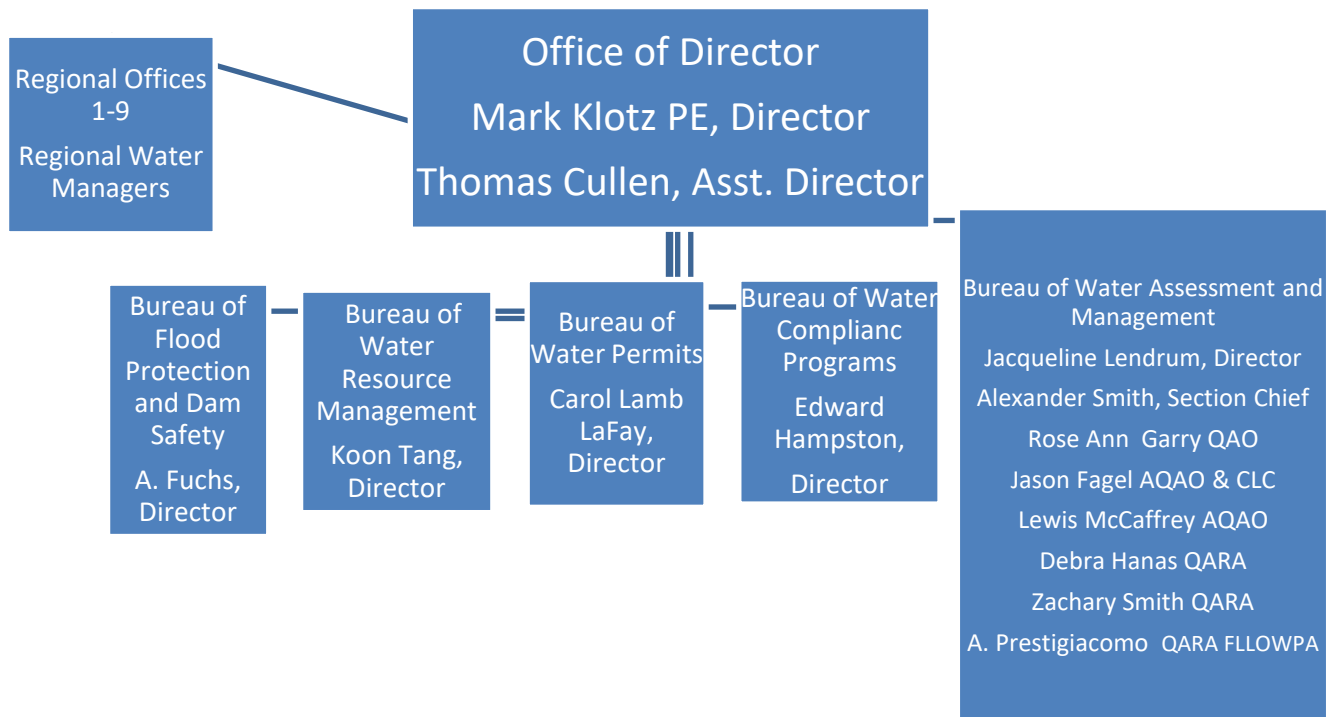 Regional Offices
1-9
Regional Water
Managers
Office of Director
Mark Klotz PE, Director
Thomas Cullen, Asst. Director
Bureau of
Flood
Protection
and Dam
Safety
A. Fuchs,
Director
Bureau of
Water
Resource
Management
Koon Tang,
Director
Bureau of
Water Permits
Carol Lamb
LaFay,
Director
Bureau of Water
Complianc
Programs
Edward
Hampston,
Director
Bureau of Water Assessment and
Management
Jacqueline Lendrum, Director
Alexander Smith, Section Chief
Rose Ann Garry QAO
Jason Fagel AQAO & CLC
Lewis McCaffrey AQAO
Debra Hanas QARA
Zachary Smith QARA
A. Prestigiacomo QARA FLLOWPA